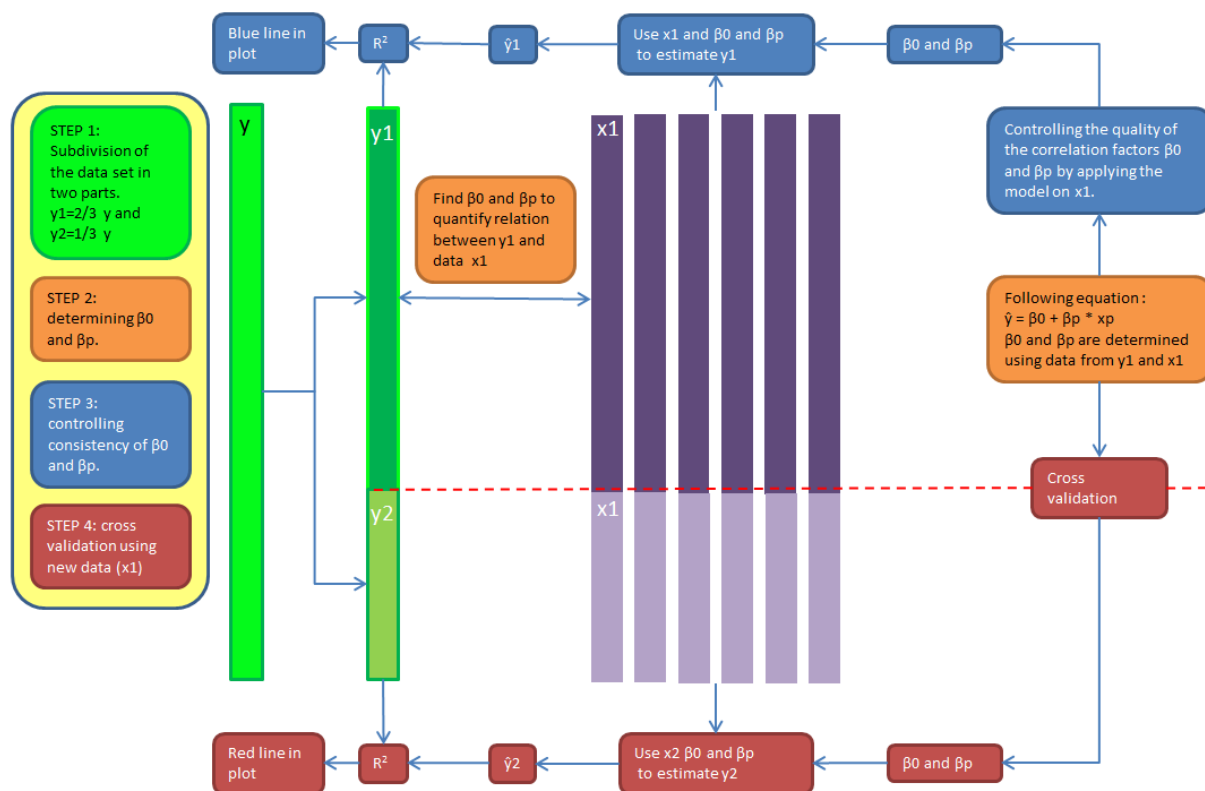 Blue line in
plot
R²
ŷ1
Use x1 and β0 and βp
to estimate y1
β0 and βp
STEP 1:
Subdivision of
the data set in
two parts.
y1=2/3 y and
y2=1/3 y
STEP 2:
determining β0
and βp.
STEP 3:
controlling
consistency of β0
and βp.
STEP 4: cross
validation using
new data (x1)
y
y1
y2
Find β0 and βp to
quantify relation
between y1 and
data x1
x1
x1
Controlling the quality
of the correlation
factors β0
and βp by applying the
model on x1.
Following equation :
ŷ = β0 + βp * xp
β0 and βp are determined
using data from y1 and x1
Cross
validation
Red line in
plot
R²
ŷ2
Use x2 β0 and βp
to estimate y2
β0 and βp